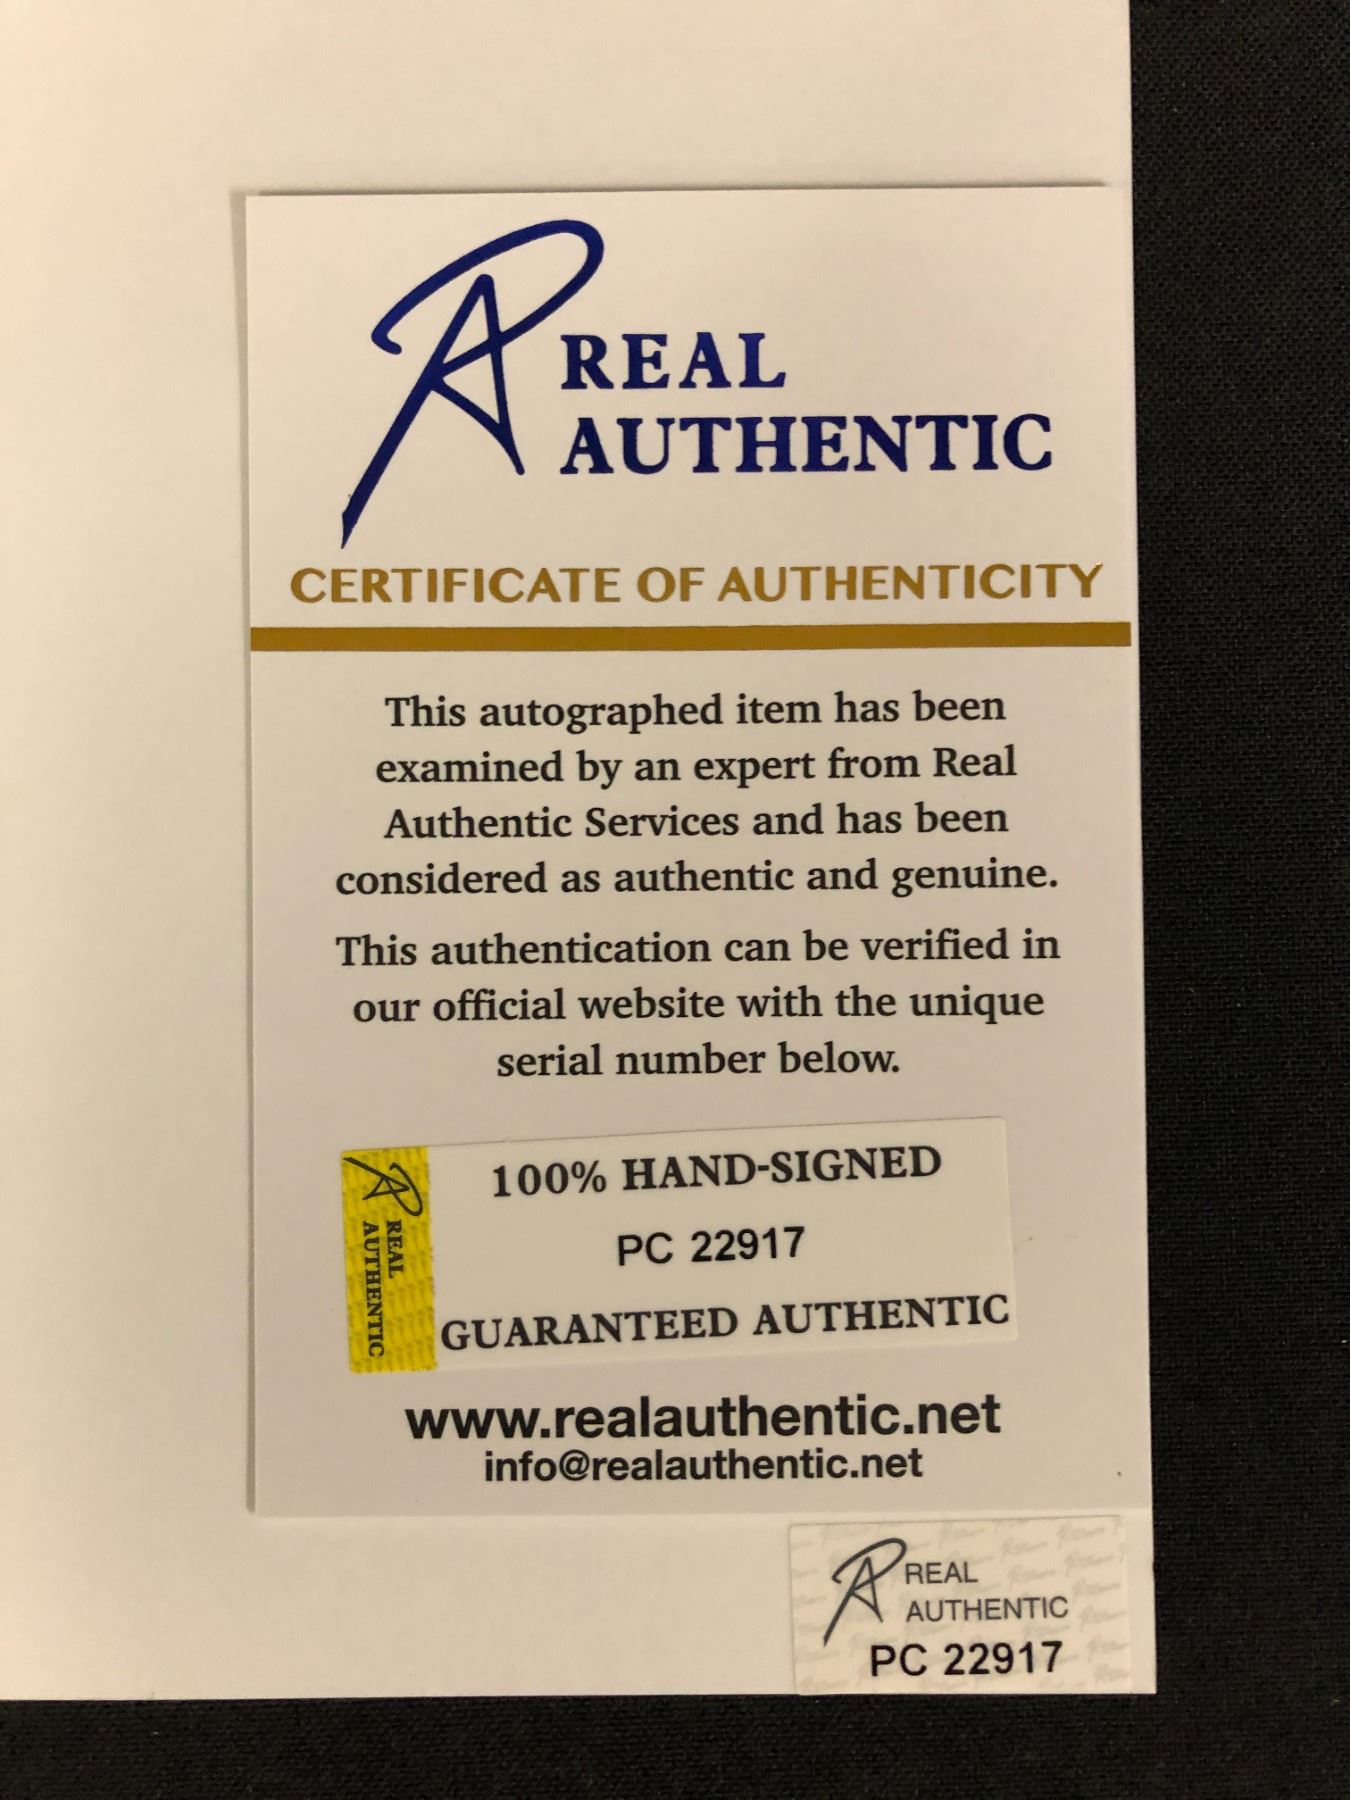 REAL
AUTHENTIC
CERTIFICATE OF AUTHENTICITY
This autographed item has been
examined by an expert from Real
Authentic Services and has been
considered as authentic and genuine.
This authentication can be verified in
our official website with the unique
serial number below.
REAL
AUTHENTIC
100% HAND-SIGNED
PC 22917
GUARANTEED AUTHENTIC
www.realauthentic.net
info@realauthentic.net
REAL
AUTHENTIC
PC 22917